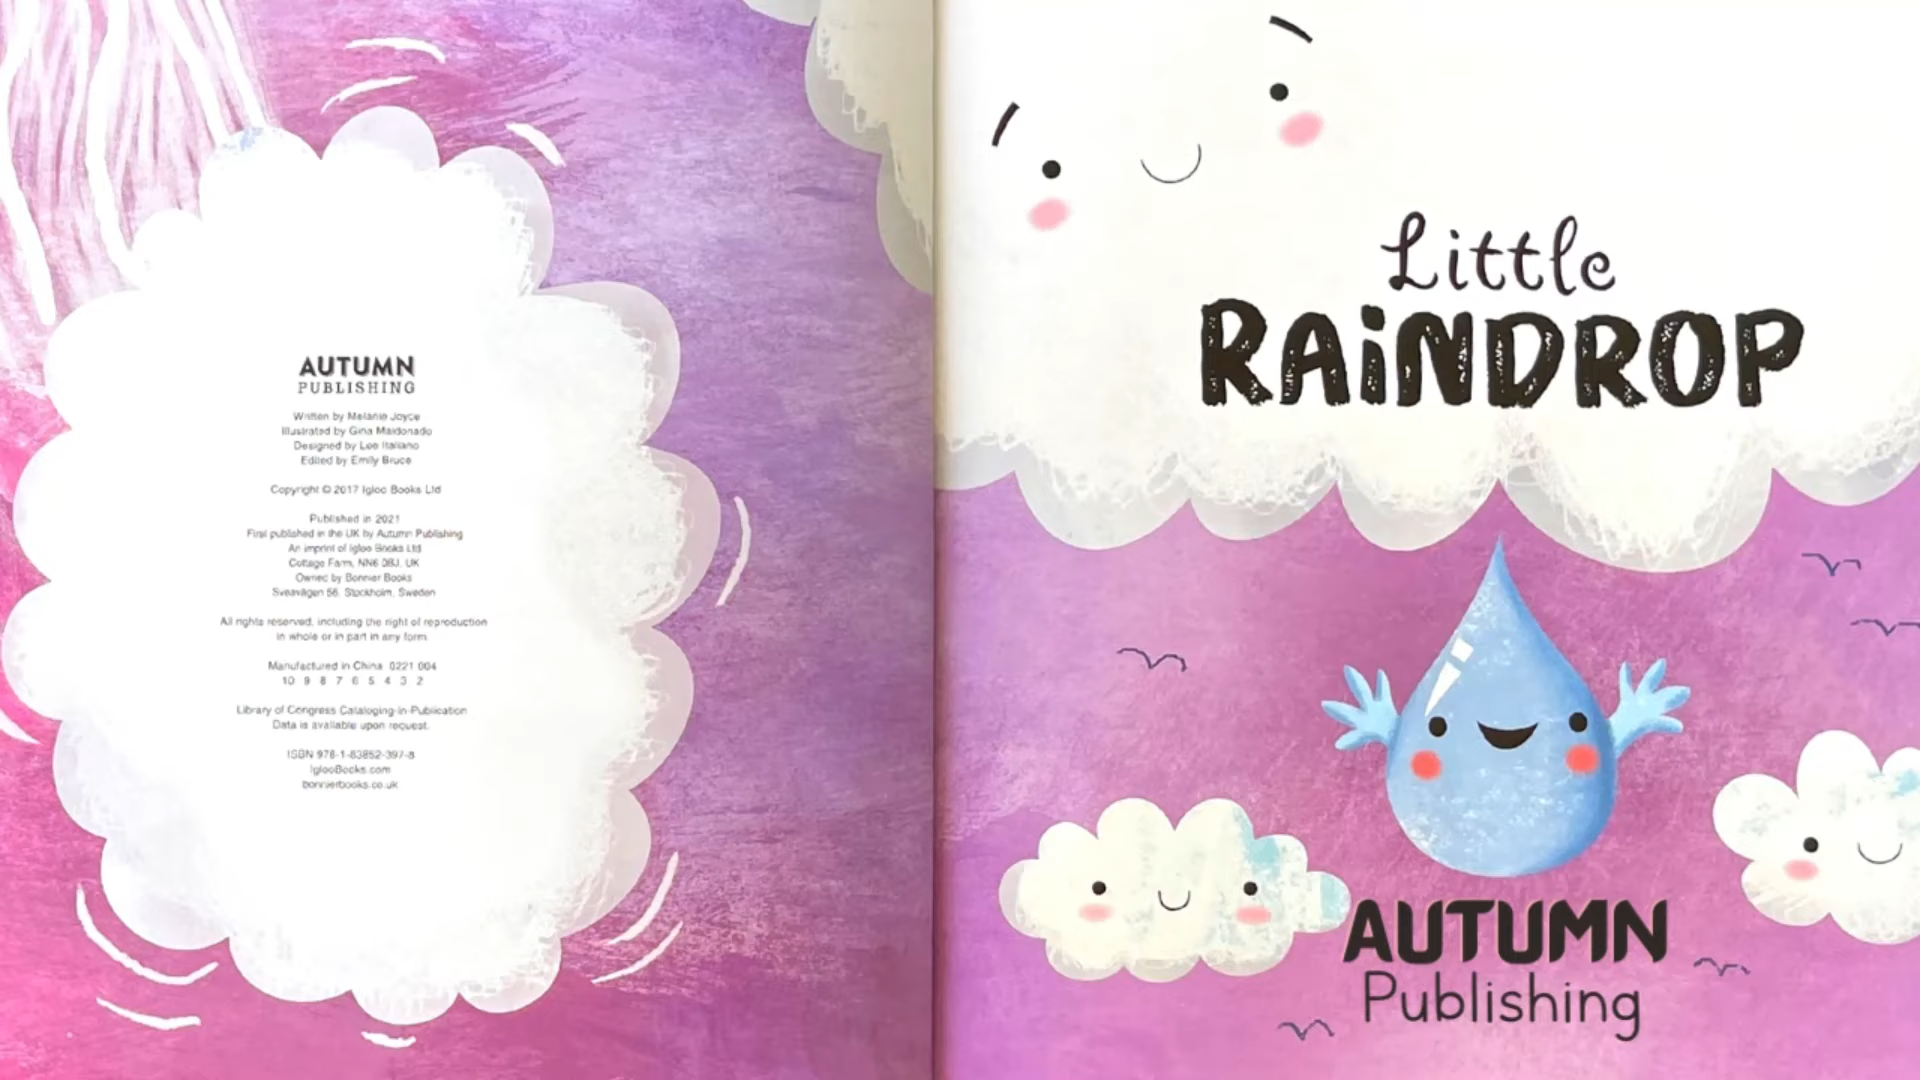 AUTUMN
PUBLISHING
Written by Melanie Joyce
Illustrated by Gina Maldonado
Designed by Lee Italiano
Edited by Emily Bruce
Copyright © 2017 Igloo Books Ltd
Published in 2021
First published in the UK by Autumn Publishing
An imprint of Igloo Books Ltd
Cottage Farm, NN6 0BJ, UK
Owned by Bonnier Books
Sveavägen 56, Stockholm, Sweden
All rights reserved, including the right of reproduction
in whole or in part in any form.
Manufactured in China 0221 004
10 9 8 7 6 5 4 3 2
Library of Congress Cataloging-in-Publication
Data is available upon request.
ISBN 978-1-83852-397-8
IglooBooks.com
bonnierbooks.co.uk
Little
RAiNDROP
AUTUMN
Publishing